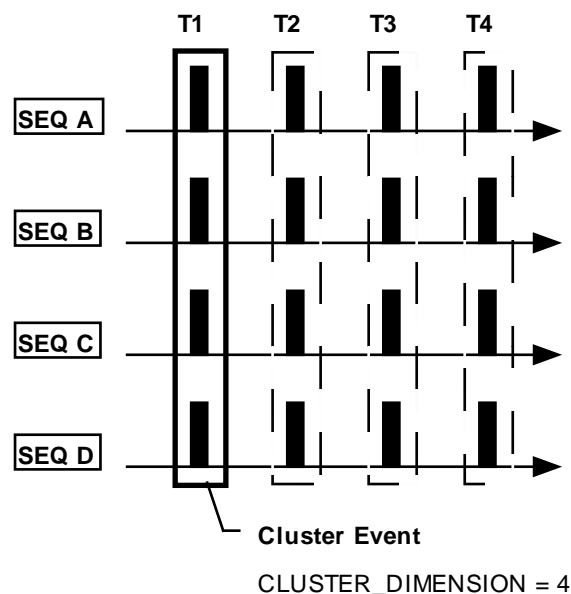 T1 T2 T3 T4
SEQ A
SEQ B
SEQ C
SEQ D
Cluster Event
CLUSTER_DIMENSION = 4